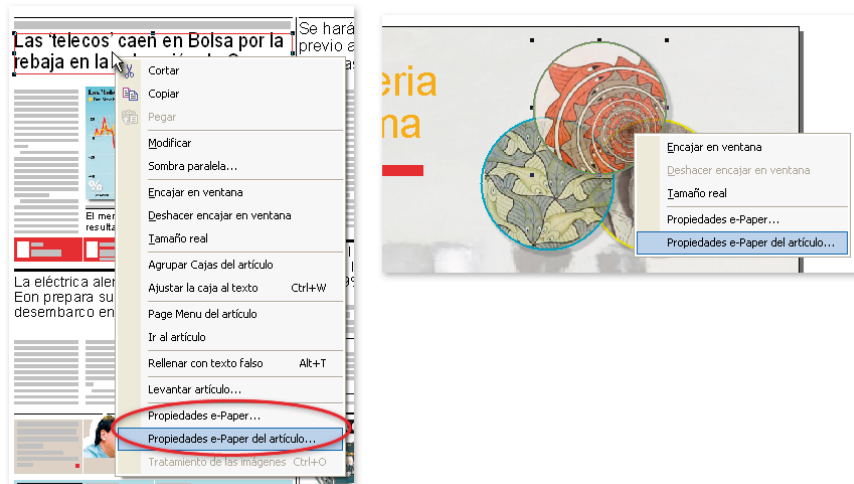 Las 'telecos' caen en Bolsa por la
rebaja en la
Se hará
previo a
Cortar
Copiar
Pegar
Modificar
Sombra paralela...
Encajar en ventana
Deshacer encajar en ventana
Tamaño real
Agrupar Cajas del artículo
Ajustar la caja al texto Ctrl+W
Page Menu del artículo
Ir al artículo
Rellenar con texto falso Alt+T
Levantar artículo...
Propiedades e-Paper...
Propiedades e-Paper del artículo...
Tratamiento de las imágenes Ctrl+O
El mer
resulta
La eléctrica aler
Eon prepara su
desembarco en
eria
ma
Encajar en ventana
Deshacer encajar en ventana
Tamaño real
Propiedades e-Paper...
Propiedades e-Paper del artículo...